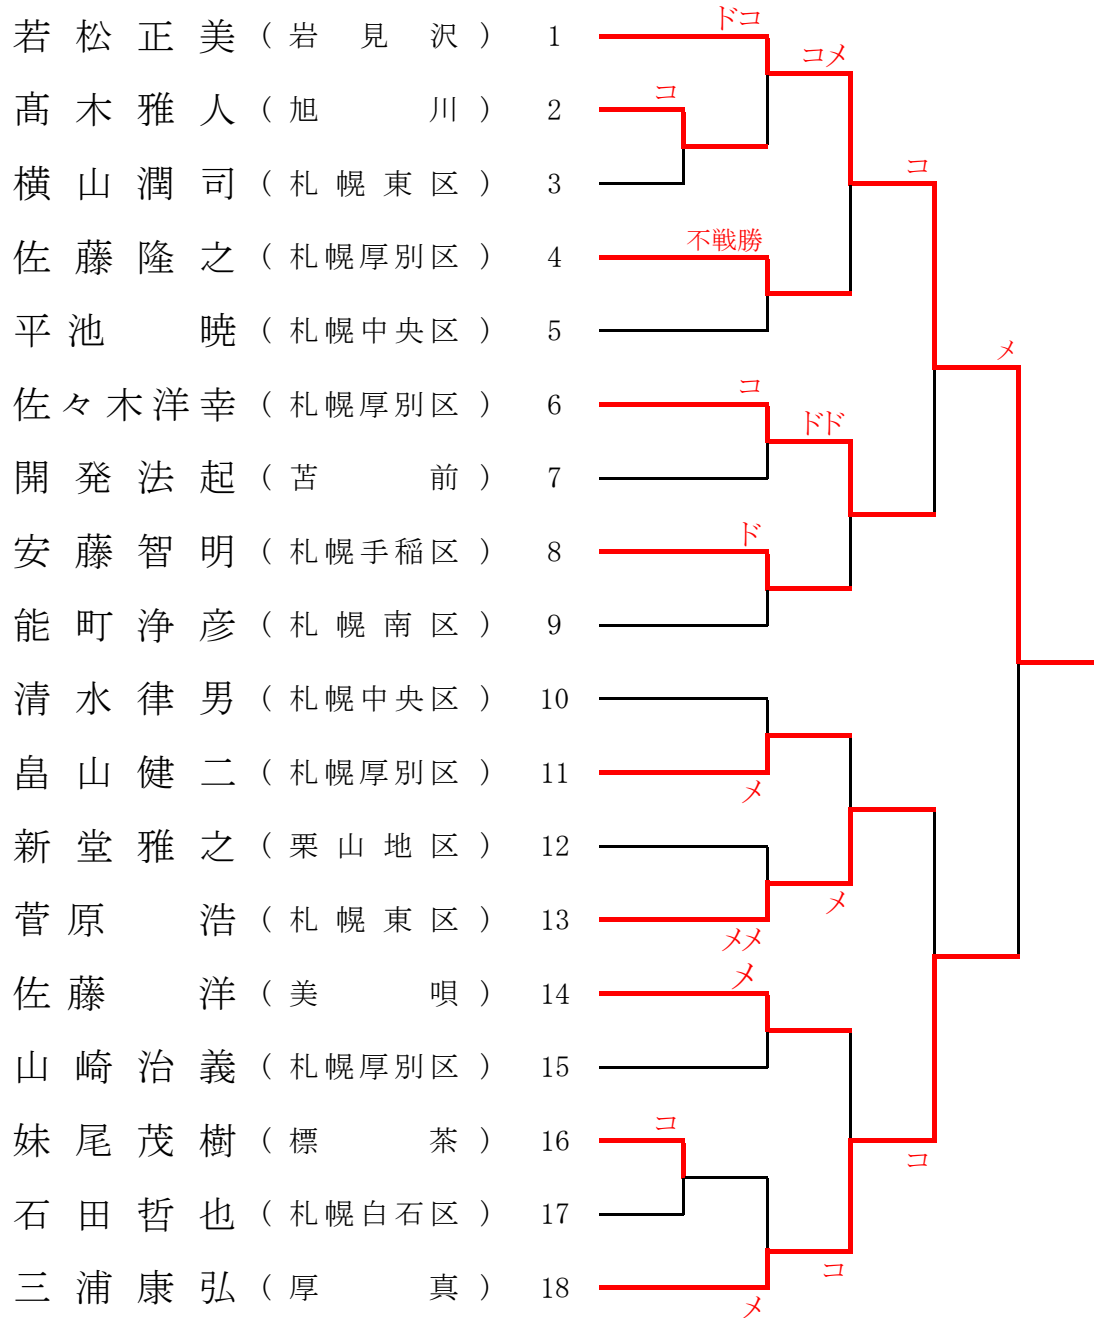 若松正美 (岩見沢) 1 ドコ
コメ
髙木雅人 (旭川) 2 コ
横山潤司 (札幌東区) 3
コ
佐藤隆之 (札幌厚別区) 4 不戦勝
平池暁 (札幌中央区) 5
メ
佐々木洋幸 (札幌厚別区) 6 コ
ドド
開発法起 (苫前) 7
安藤智明 (札幌手稲区) 8 ド
能町浄彦 (札幌南区) 9
清水律男 (札幌中央区) 10
畠山健二 (札幌厚別区) 11 メ
新堂雅之 (栗山地区) 12
メ
菅原浩 (札幌東区) 13 メメ
佐藤洋 (美唄) 14 メ
山崎治義 (札幌厚別区) 15
妹尾茂樹 (標茶) 16 コ
コ
石田哲也 (札幌白石区) 17
コ
三浦康弘 (厚真) 18 メ